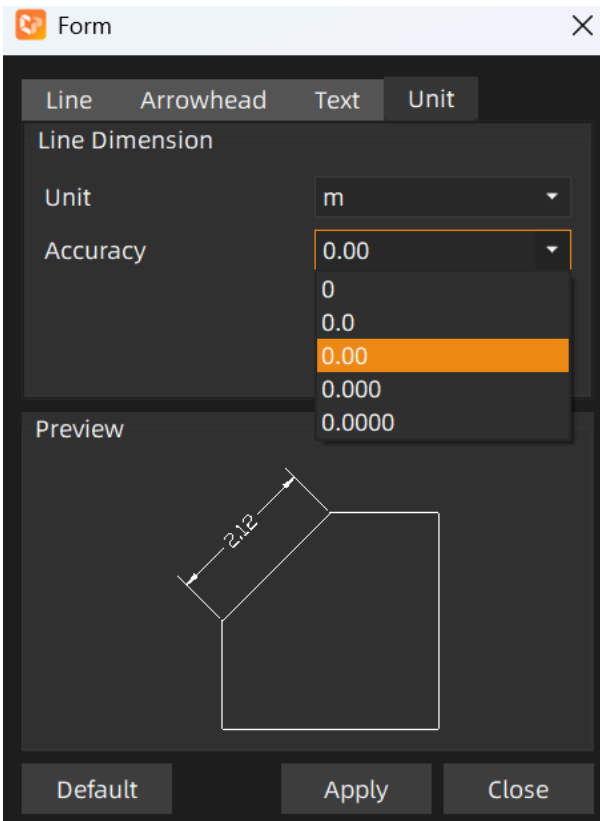 Form
Line Arrowhead Text Unit
Line Dimension
Unit m
Accuracy 0.00
0
0.0
0.00
0.000
0.0000
Preview
2.12
Default Apply Close